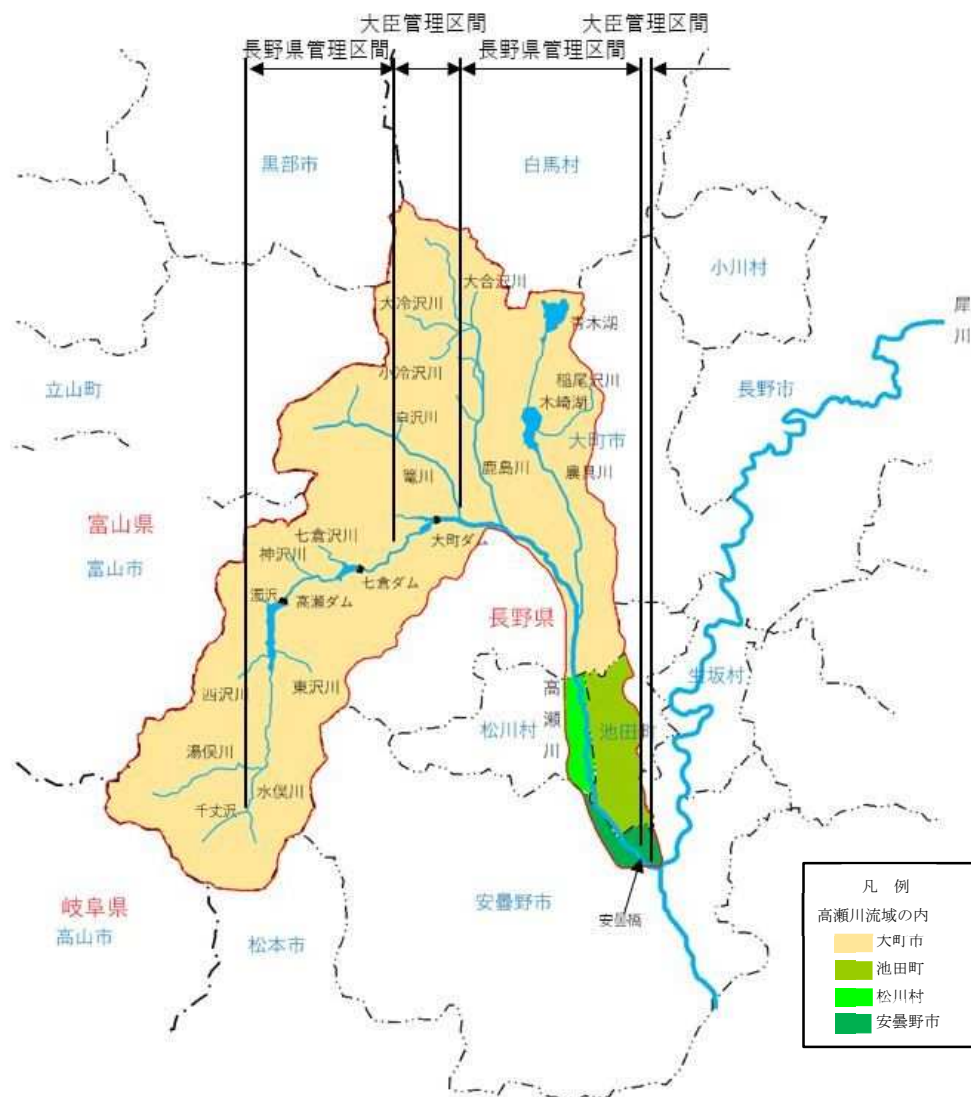 大臣管理区間
大臣管理区間
長野県管理区間
長野県管理区間
黒部市
白馬村
小川村
大合沢川
大冷沢川
青木湖
犀川
立山町
小冷沢川
稲尾沢川
長野市
木崎湖
白沢川
大町市
鹿島川
農具川
篭川
富山県
七倉沢川
大町ダム
神沢川
富山市
七倉ダム
濁沢
高瀬ダム
長野県
生坂村
東沢川
四沢川
高瀬川
松川村
池田町
湯俣川
水俣川
千丈沢
岐阜県
安曇野市
安曇橋
高山市
松本市
凡 例
高瀬川流域の内
大町市
池田町
松川村
安曇野市